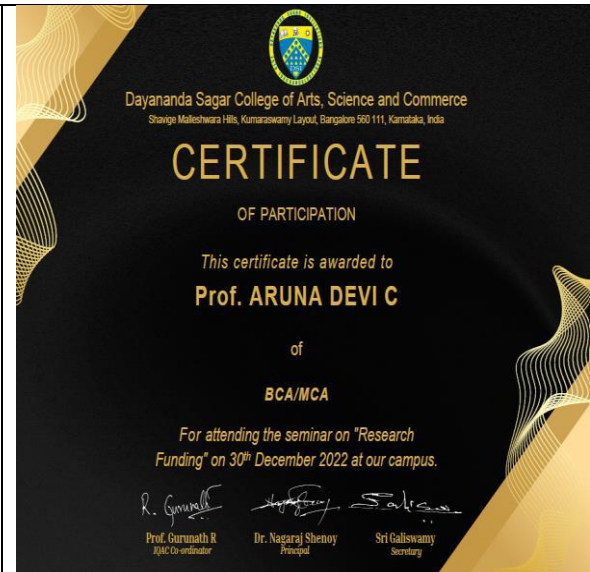 DSI
Dayananda Sagar College of Arts, Science and Commerce
Shavige Malleshwara Hills, Kumaraswamy Layout, Bangalore 560 111, Karnataka, India
CERTIFICATE
OF PARTICIPATION
This certificate is awarded to
Prof. ARUNA DEVI C
of
BCA/MCA
For attending the seminar on "Research
Funding" on 30th December 2022 at our campus.
R. Gurunath
Prof. Gurunath R Dr. Nagaraj Shenoy Sri Galiswamy
IQAC Co-ordinator Principal Secretary